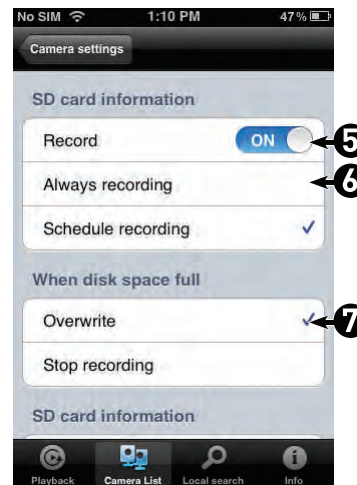 No SIM 1:10 PM 47%
Camera settings
SD card information
Record ON 5
Always recording 6
Schedule recording
When disk space full
Overwrite 7
Stop recording
SD card information
Playback Camera List Local search Info